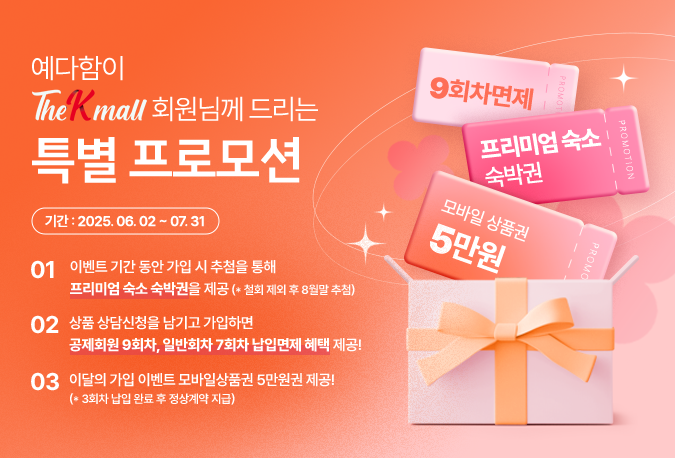 예다함이
The K mall 회원님께 드리는
특별 프로모션
기간 : 2025. 06. 02 ~ 07. 31
01 이벤트 기간 동안 가입 시 추첨을 통해
프리미엄 숙소 숙박권을 제공 (* 철회 제외 후 8월말 추첨)
02 상품 상담신청을 남기고 가입하면
공제회원 9회차, 일반회차 7회차 납입면제 혜택 제공!
03 이달의 가입 이벤트 모바일상품권 5만원권 제공!
(* 3회차 납입 완료 후 정상계약 지급)
9회차면제
PROMOTION
프리미엄 숙소
숙박권
PROMOTION
모바일 상품권
5만원
PROMO